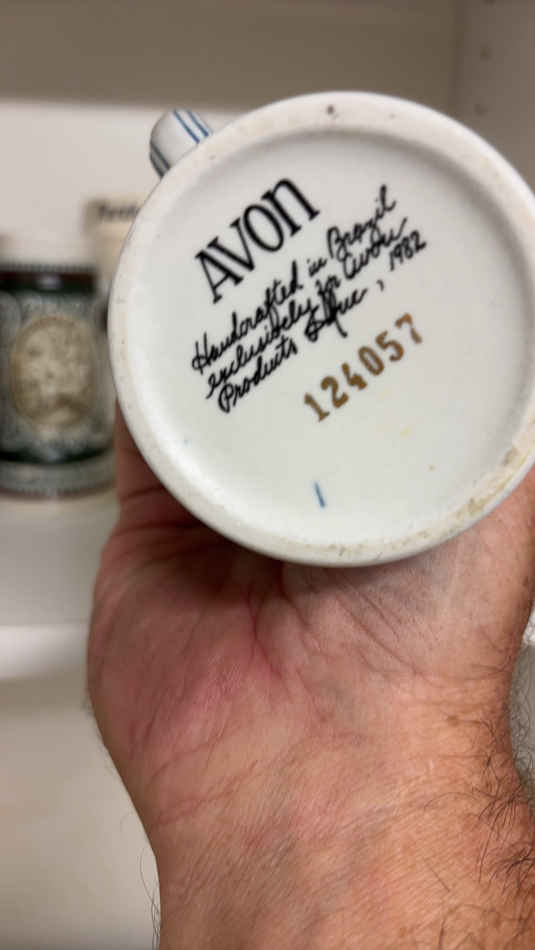 AVON
Handcrafted in Brazil
exclusively for Avon
Products Inc , 1982
124057